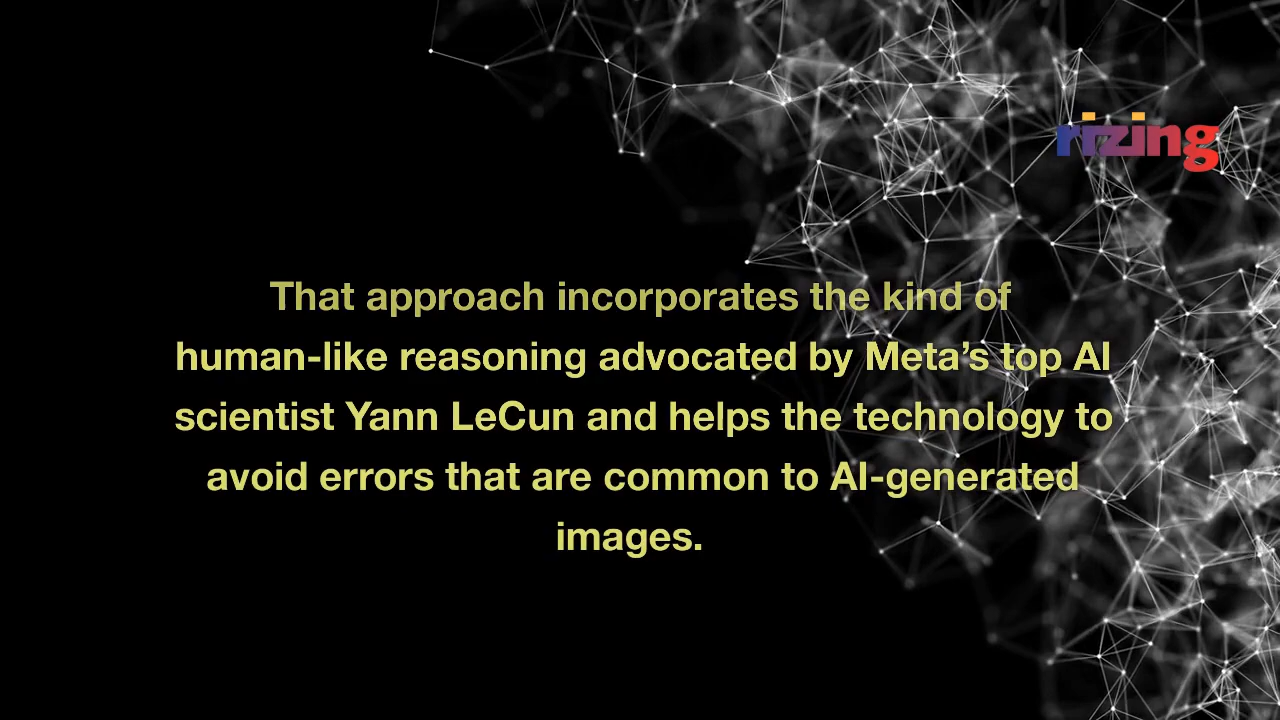 rizing
That approach incorporates the kind of
human-like reasoning advocated by Meta’s top AI
scientist Yann LeCun and helps the technology to
avoid errors that are common to AI-generated
images.